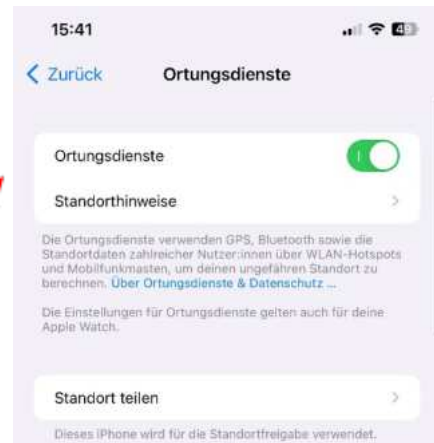 15:41
49
Zurück
Ortungsdienste
Ortungsdienste
Standorthinweise
Die Ortungsdienste verwenden GPS, Bluetooth sowie die
Standortdaten zahlreicher Nutzer:innen über WLAN-Hotspots
und Mobilfunkmasten, um deinen ungefähren Standort zu
berechnen. Über Ortungsdienste & Datenschutz ...
Die Einstellungen für Ortungsdienste gelten auch für deine
Apple Watch.
Standort teilen
Dieses iPhone wird für die Standortfreigabe verwendet.